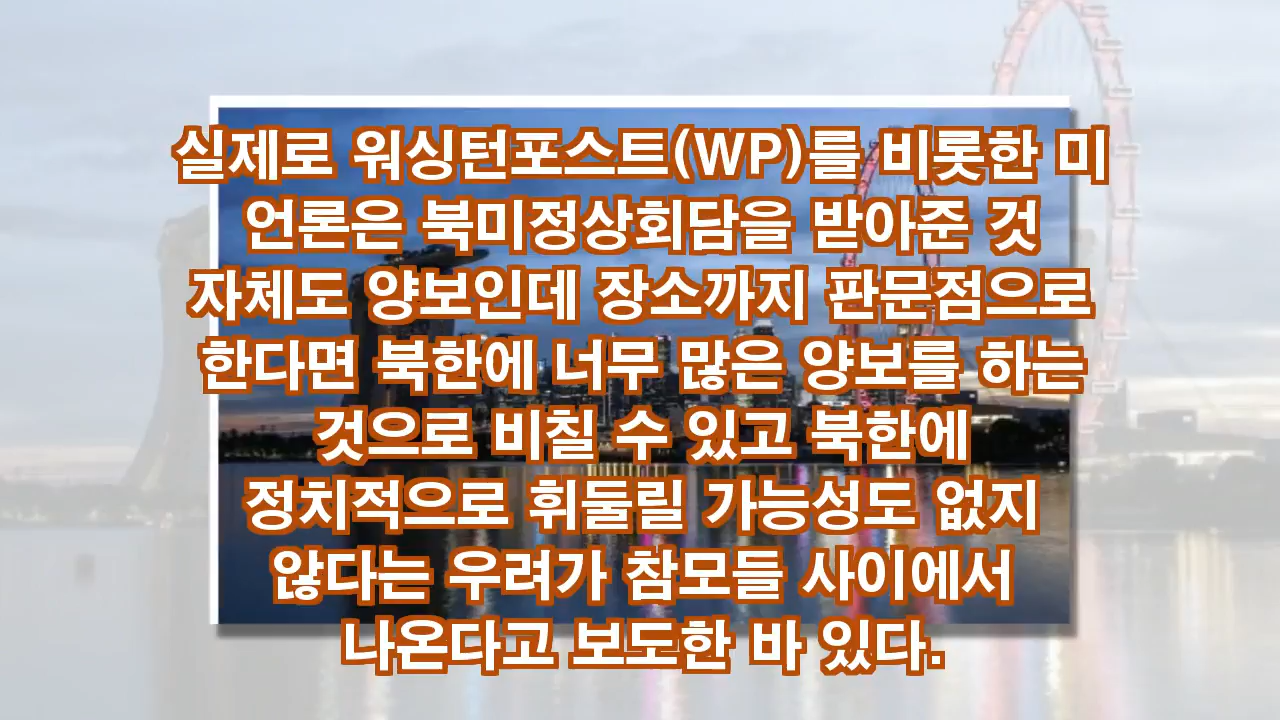 실제로 워싱턴포스트(WP)를 비롯한 미
언론은 북미정상회담을 받아준 것
자체도 양보인데 장소까지 판문점으로
한다면 북한에 너무 많은 양보를 하는
것으로 비칠 수 있고 북한에
정치적으로 휘둘릴 가능성도 없지
않다는 우려가 참모들 사이에서
나온다고 보도한 바 있다.